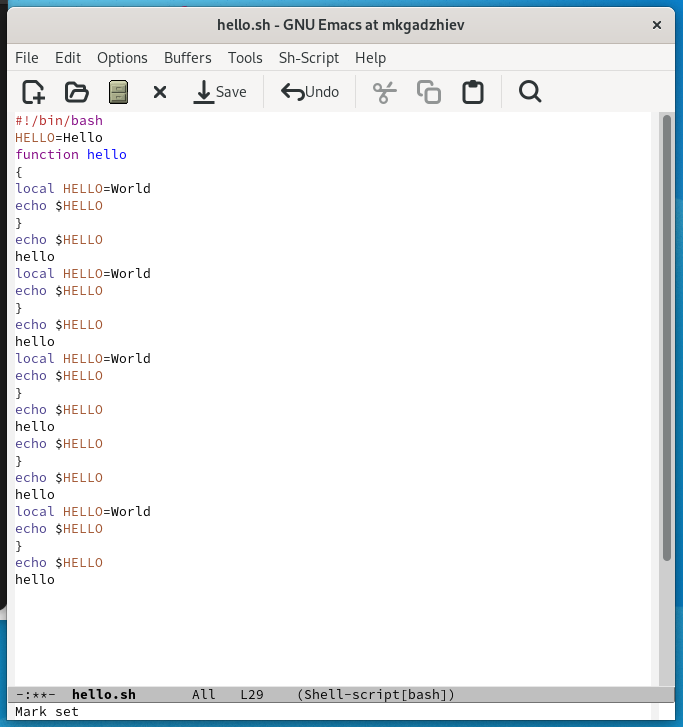 hello.sh - GNU Emacs at mkgadzhiev
File Edit Options Buffers Tools Sh-Script Help
Save Undo
#!/bin/bash
HELLO=Hello
function hello
{
local HELLO=World
echo $HELLO
}
echo $HELLO
hello
local HELLO=World
echo $HELLO
}
echo $HELLO
hello
local HELLO=World
echo $HELLO
}
echo $HELLO
hello
echo $HELLO
}
echo $HELLO
hello
local HELLO=World
echo $HELLO
}
echo $HELLO
hello
-:**- hello.sh All L29 (Shell-script[bash])
Mark set